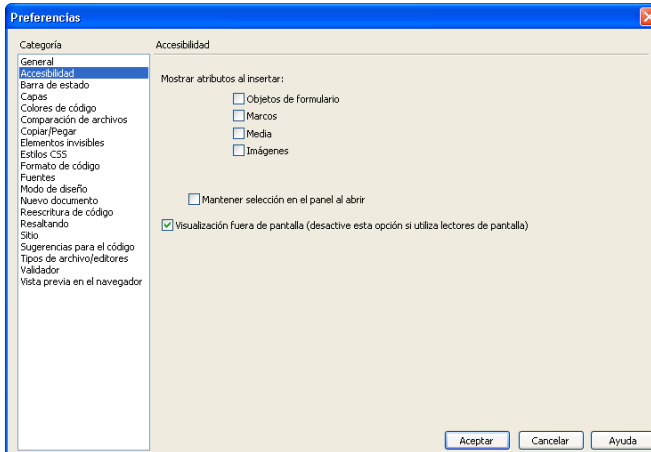 Preferencias
Categoría
Accesibilidad
General
Accesibilidad
Barra de estado
Capas
Colores de código
Comparación de archivos
Copiar/Pegar
Elementos invisibles
Estilos CSS
Formato de código
Fuentes
Modo de diseño
Nuevo documento
Reescritura de código
Resaltando
Sitio
Sugerencias para el código
Tipos de archivo/editores
Validador
Vista previa en el navegador
Mostrar atributos al insertar:
Objetos de formulario
Marcos
Media
Imágenes
Mantener selección en el panel al abrir
Visualización fuera de pantalla (desactive esta opción si utiliza lectores de pantalla)
Aceptar
Cancelar
Ayuda